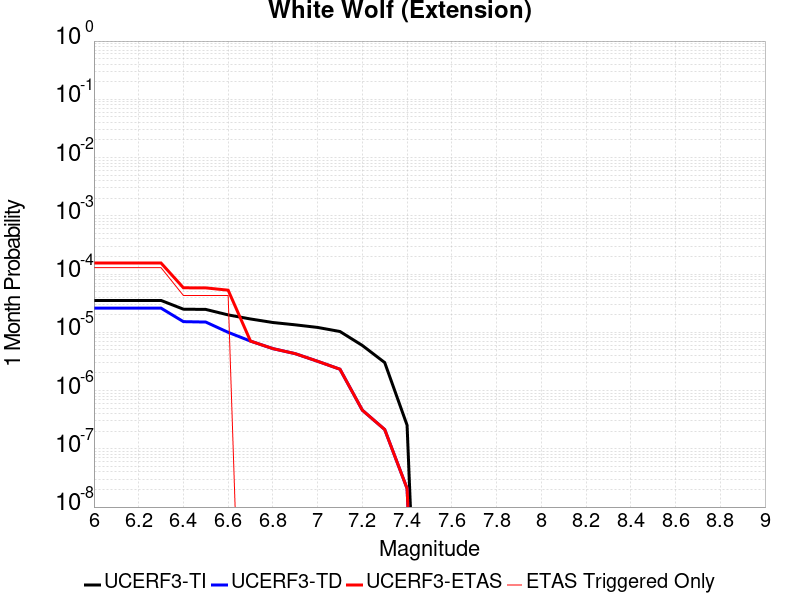 White Wolf (Extension)
10^0
10^-1
10^-2
10^-3
10^-4
10^-5
10^-6
10^-7
10^-8
1 Month Probability
6 6.2 6.4 6.6 6.8 7 7.2 7.4 7.6 7.8 8 8.2 8.4 8.6 8.8 9
Magnitude
UCERF3-TI UCERF3-TD UCERF3-ETAS ETAS Triggered Only